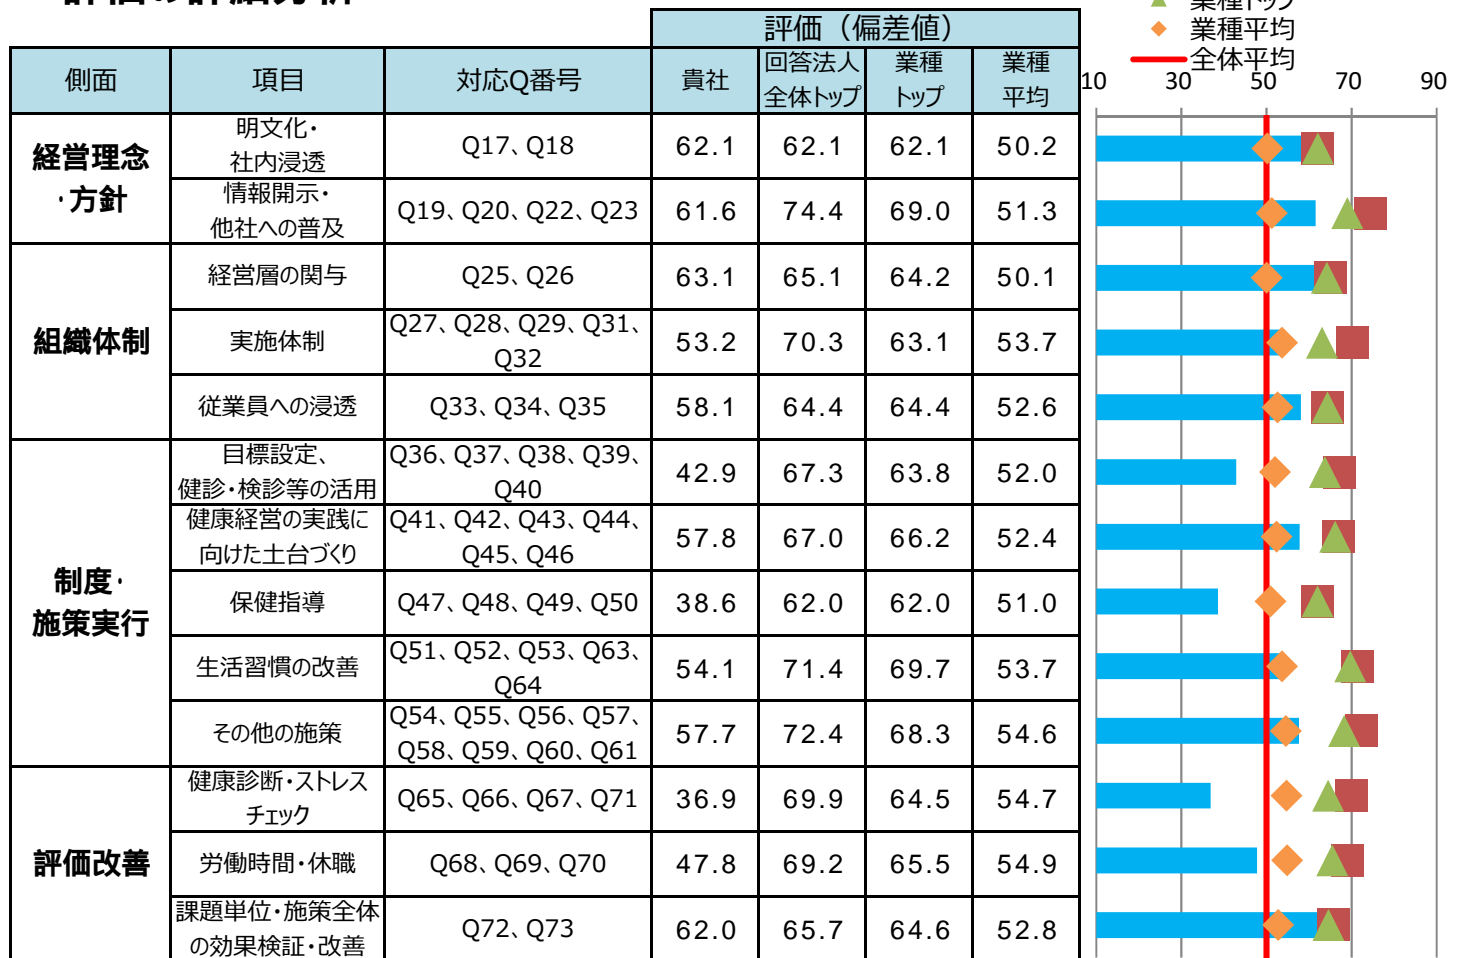 評価の詳細分析
業種トップ
業種平均
全体平均
評価（偏差値）
側面 項目 対応Q番号 貴社 回答法人全体トップ 業種トップ 業種平均
10 30 50 70 90
経営理念・方針
明文化・社内浸透 Q17、Q18 62.1 62.1 62.1 50.2
情報開示・他社への普及 Q19、Q20、Q22、Q23 61.6 74.4 69.0 51.3
組織体制
経営層の関与 Q25、Q26 63.1 65.1 64.2 50.1
実施体制 Q27、Q28、Q29、Q31、Q32 53.2 70.3 63.1 53.7
従業員への浸透 Q33、Q34、Q35 58.1 64.4 64.4 52.6
制度・施策実行
目標設定、健診・検診等の活用 Q36、Q37、Q38、Q39、Q40 42.9 67.3 63.8 52.0
健康経営の実践に向けた土台づくり Q41、Q42、Q43、Q44、Q45、Q46 57.8 67.0 66.2 52.4
保健指導 Q47、Q48、Q49、Q50 38.6 62.0 62.0 51.0
生活習慣の改善 Q51、Q52、Q53、Q63、Q64 54.1 71.4 69.7 53.7
その他の施策 Q54、Q55、Q56、Q57、Q58、Q59、Q60、Q61 57.7 72.4 68.3 54.6
評価改善
健康診断・ストレスチェック Q65、Q66、Q67、Q71 36.9 69.9 64.5 54.7
労働時間・休職 Q68、Q69、Q70 47.8 69.2 65.5 54.9
課題単位・施策全体の効果検証・改善 Q72、Q73 62.0 65.7 64.6 52.8